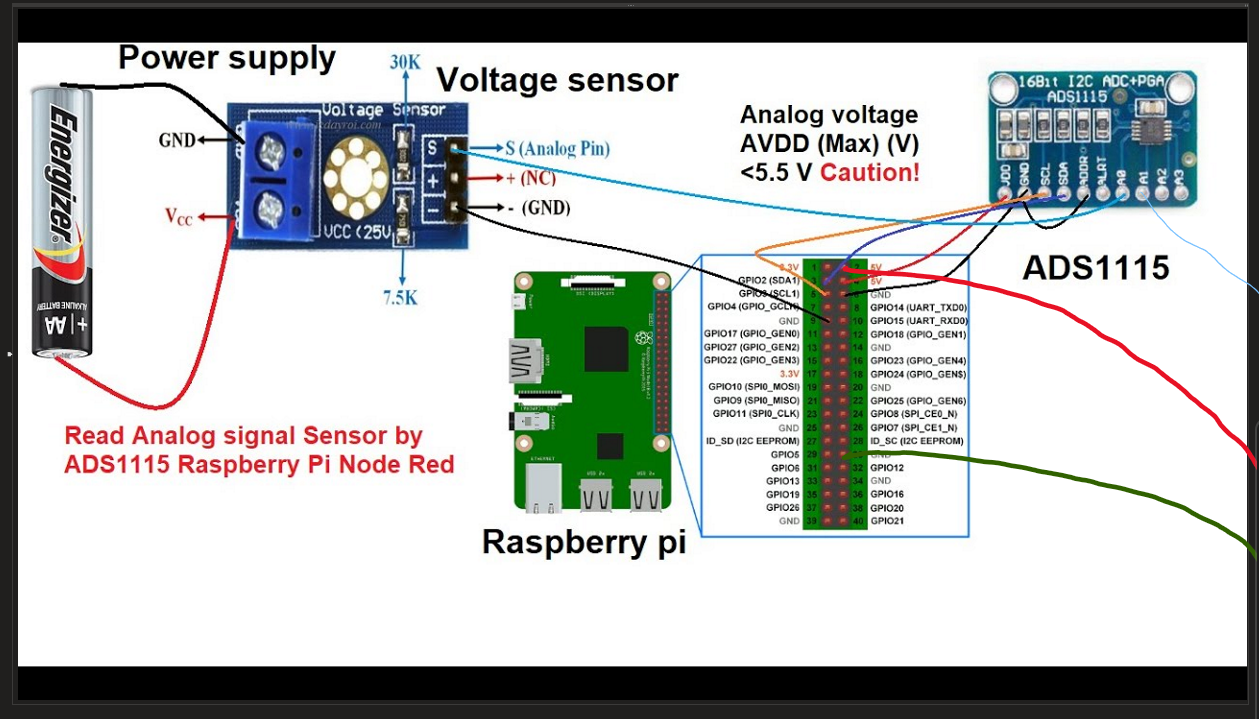 Power supply
30K
Voltage sensor
Voltage Sensor
GND
S
S (Analog Pin)
+
+ (NC)
-
- (GND)
VCC
VCC (25V
7.5K
Energizer
ALKALINE BATTERY
+ AA
Analog voltage
AVDD (Max) (V)
<5.5 V Caution!
16Bit I2C ADC+PGA
ADS1115
VDD
GND
SCL
SDA
ADDR
ALRT
A0
A1
A2
A3
ADS1115
Read Analog signal Sensor by
ADS1115 Raspberry Pi Node Red
Raspberry pi
ETHERNET
USB 2x
USB 2x
3.3V 1 2 5V
GPIO2 (SDA1) 3 5V
GPIO3 (SCL1) 5 GND
GPIO4 (GPIO_GCLK) 7 8 GPIO14 (UART_TXD0)
GND 9 10 GPIO15 (UART_RXD0)
GPIO17 (GPIO_GEN0) 11 12 GPIO18 (GPIO_GEN1)
GPIO27 (GPIO_GEN2) 13 14 GND
GPIO22 (GPIO_GEN3) 15 16 GPIO23 (GPIO_GEN4)
3.3V 17 18 GPIO24 (GPIO_GEN5)
GPIO10 (SPI0_MOSI) 19 20 GND
GPIO9 (SPI0_MISO) 21 22 GPIO25 (GPIO_GEN6)
GPIO11 (SPI0_CLK) 23 24 GPIO8 (SPI_CE0_N)
GND 25 26 GPIO7 (SPI_CE1_N)
ID_SD (I2C EEPROM) 27 28 ID_SC (I2C EEPROM)
GPIO5 29 GND
GPIO6 31 32 GPIO12
GPIO13 33 34 GND
GPIO19 35 36 GPIO16
GPIO26 37 38 GPIO20
GND 39 40 GPIO21